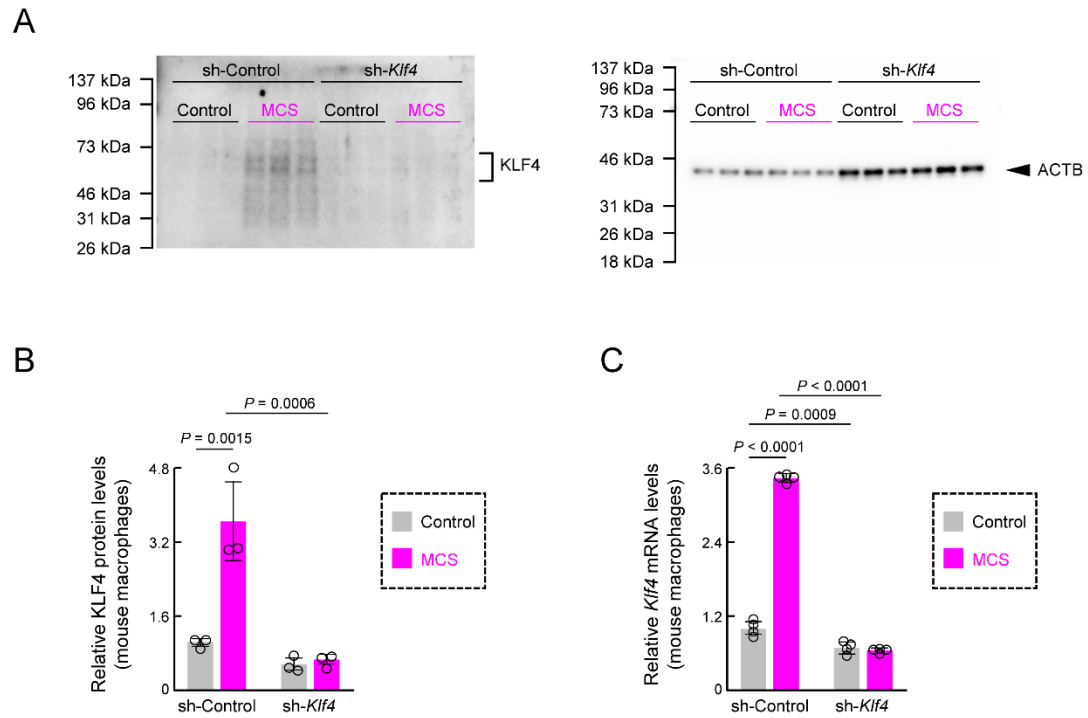 A
sh-Control sh-Klf4
Control MCS Control MCS
137 kDa
96 kDa
73 kDa
46 kDa
31 kDa
26 kDa
KLF4
sh-Control sh-Klf4
Control MCS Control MCS
137 kDa
96 kDa
73 kDa
46 kDa
31 kDa
26 kDa
18 kDa
ACTB
B
Relative KLF4 protein levels
(mouse macrophages)
P = 0.0006
P = 0.0015
4.8
3.2
1.6
0
sh-Control sh-Klf4
Control
MCS
C
Relative Klf4 mRNA levels
(mouse macrophages)
P < 0.0001
P = 0.0009
P < 0.0001
3.6
2.4
1.2
0
sh-Control sh-Klf4
Control
MCS